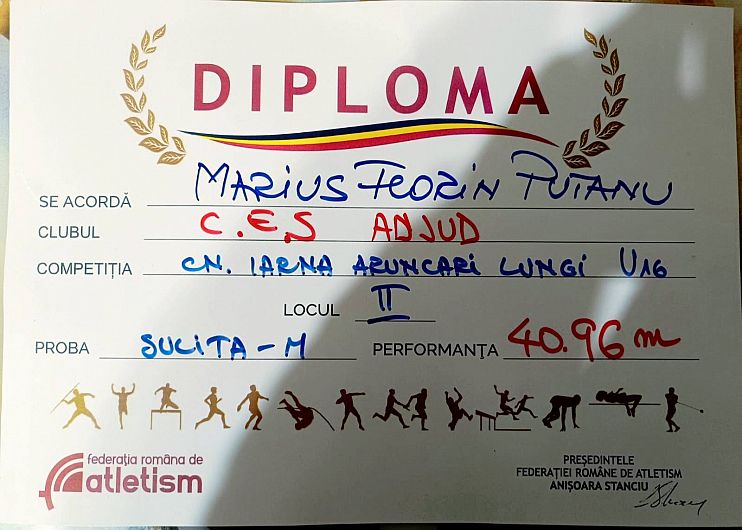 DIPLOMA
SE ACORDĂ MARIUS FLORIN PUTANU
CLUBUL C.E.S ADJUD
COMPETIȚIA CN. IARNA ARUNCARI LUNGI U16
LOCUL II
PROBA SULITA-M PERFORMANŢA 40.96 m
federația română de
atletism
PREȘEDINTELE
FEDERAȚIEI ROMÂNE DE ATLETISM
ANIȘOARA STANCIU